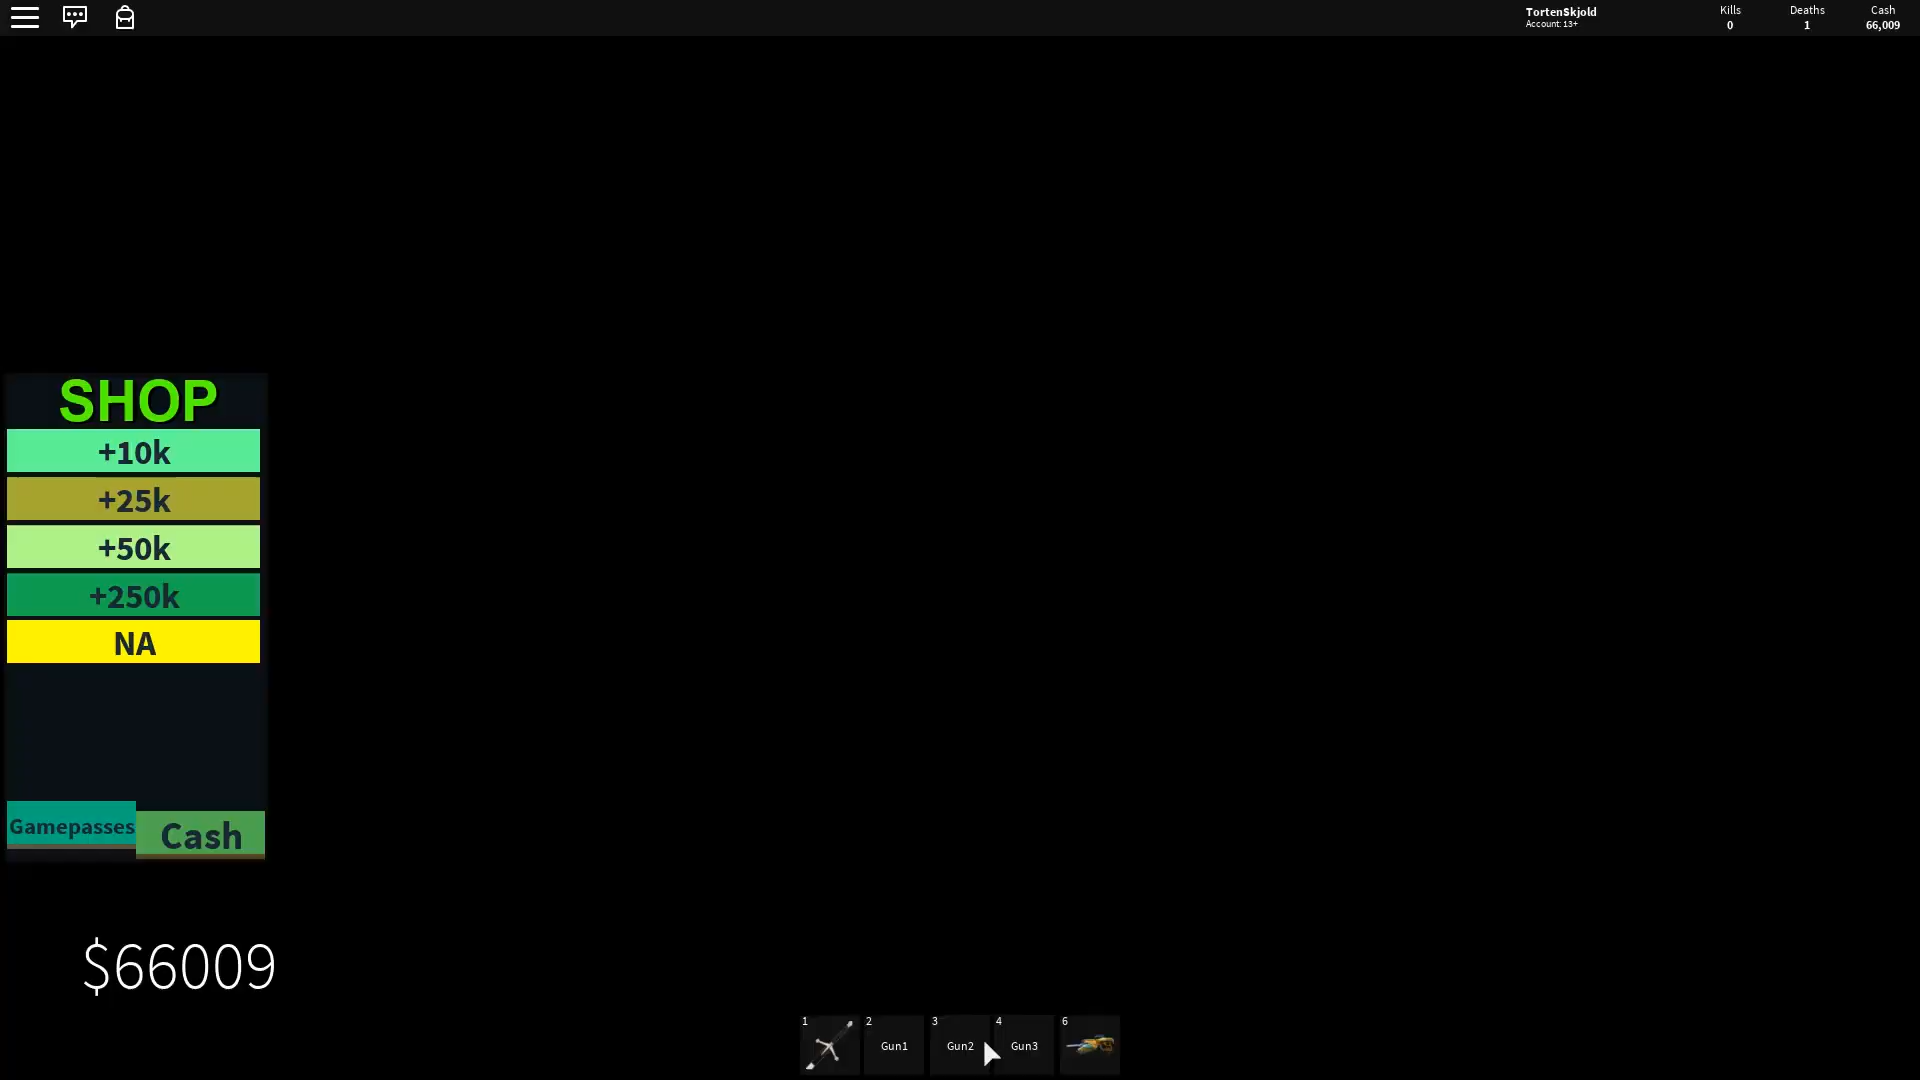 TortenSkjold
Account: 13+
Kills
0
Deaths
1
Cash
66,009
SHOP
+10k
+25k
+50k
+250k
NA
Gamepasses
Cash
$66009
1
2
Gun1
3
Gun2
4
Gun3
6